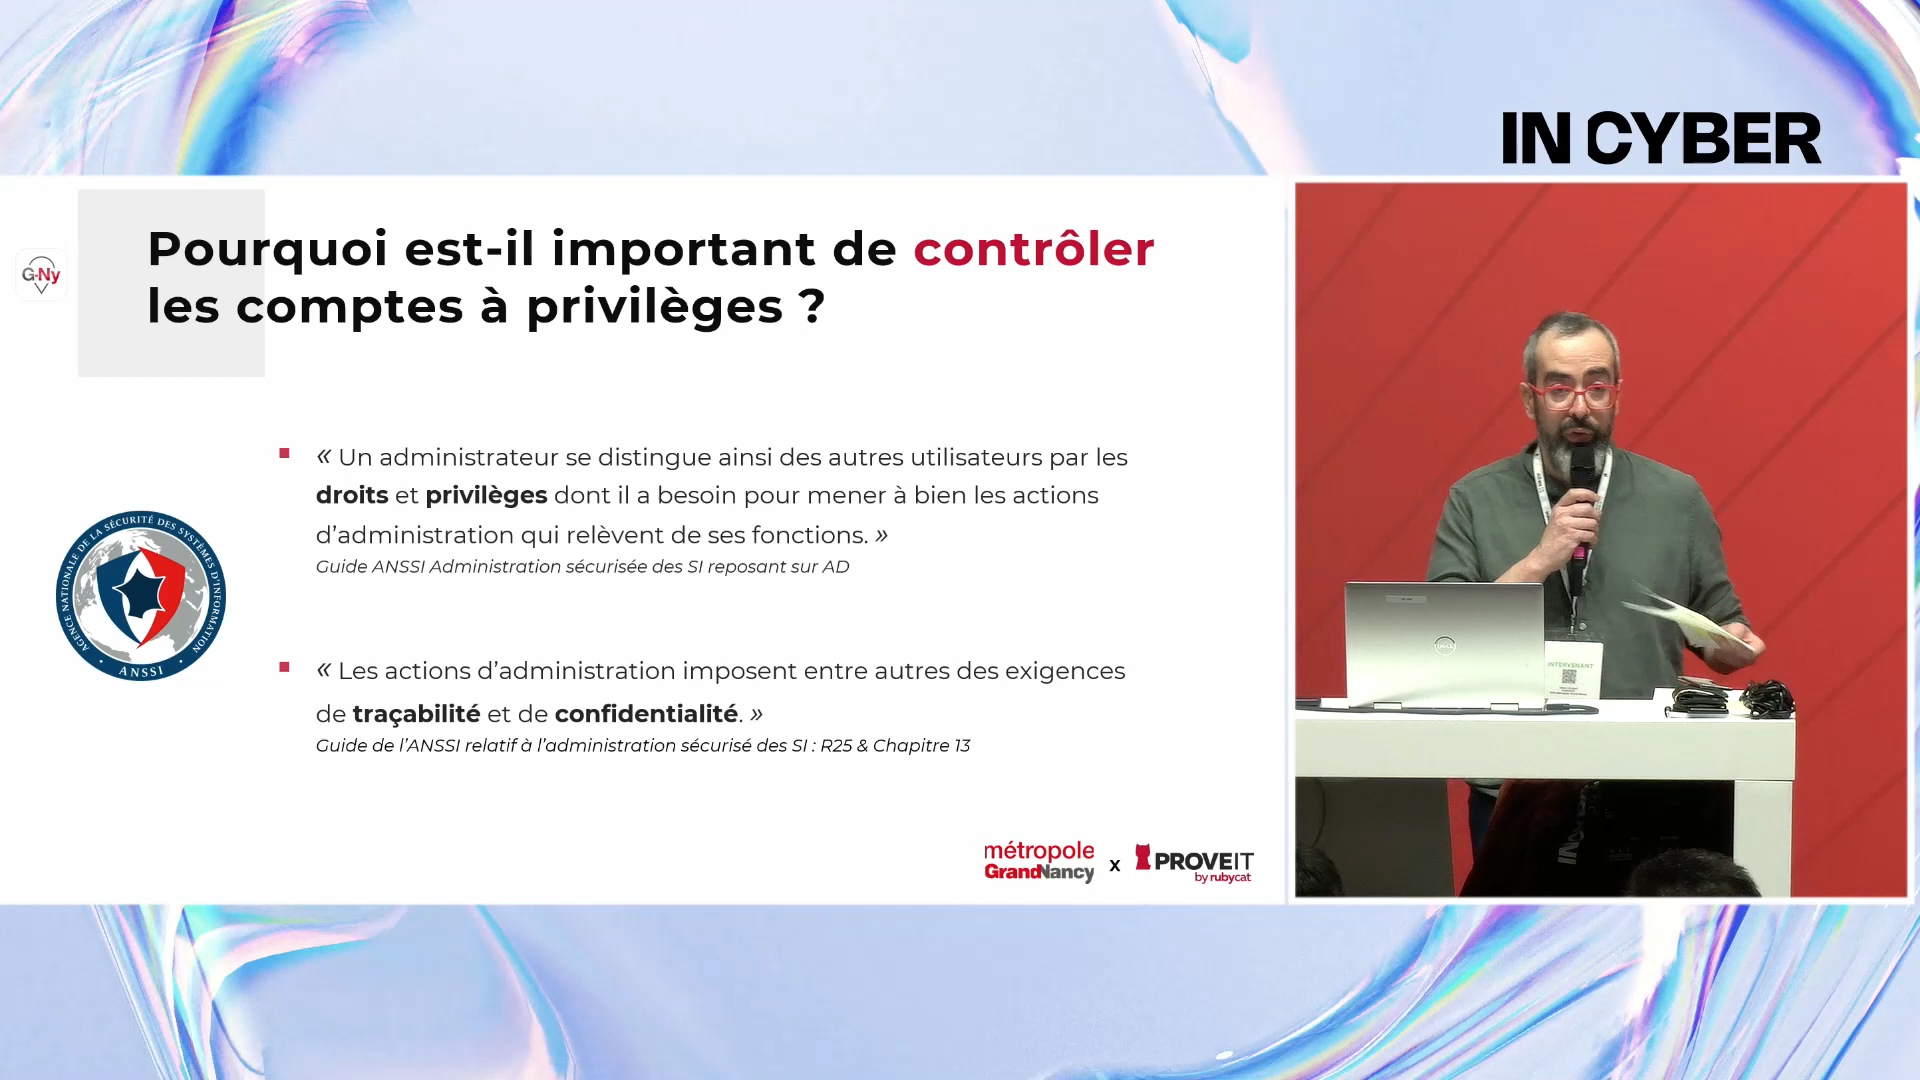 IN CYBER
Pourquoi est-il important de contrôler
les comptes à privilèges ?
G-Ny
« Un administrateur se distingue ainsi des autres utilisateurs par les
droits et privilèges dont il a besoin pour mener à bien les actions
d’administration qui relèvent de ses fonctions. »
Guide ANSSI Administration sécurisée des SI reposant sur AD
AGENCE NATIONALE DE LA SÉCURITÉ DES SYSTÈMES D'INFORMATION
• ANSSI •
« Les actions d’administration imposent entre autres des exigences
de traçabilité et de confidentialité. »
Guide de l’ANSSI relatif à l’administration sécurisé des SI : R25 & Chapitre 13
métropole
GrandNancy
x
PROVEIT
by rubycat
DELL
INTERVENANT